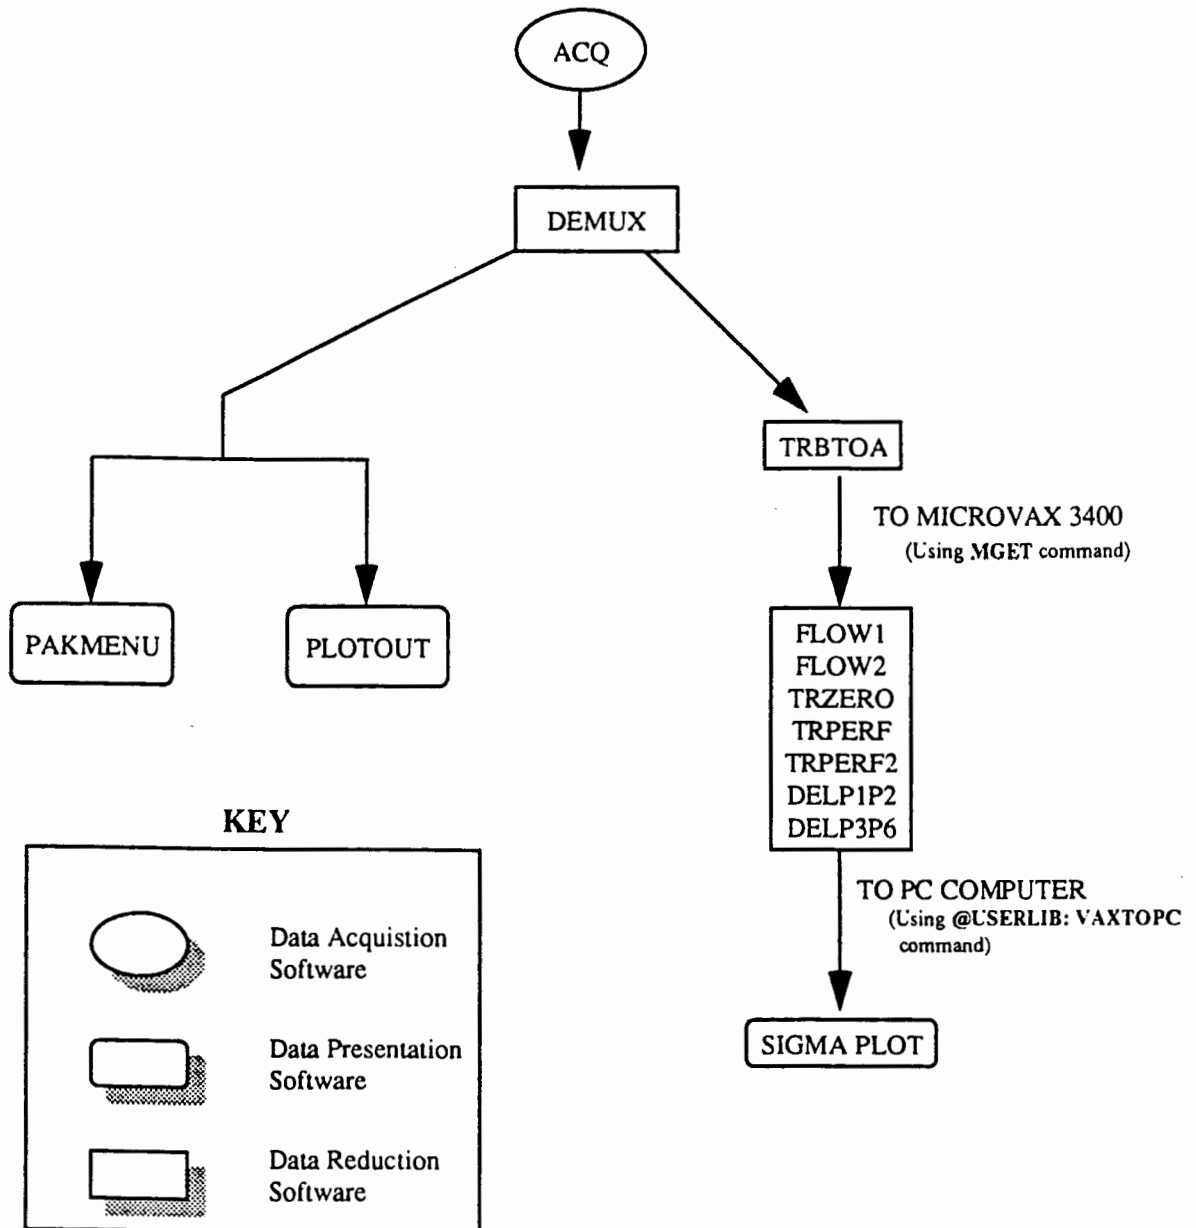 ACQ
DEMUX
TRBTOA
TO MICROVAX 3400
(Using MGET command)
PAKMENU
PLOTOUT
FLOW1
FLOW2
TRZERO
TRPERF
TRPERF2
DELP1P2
DELP3P6
TO PC COMPUTER
(Using @USERLIB: VAXTOPC
command)
SIGMA PLOT
KEY
Data Acquistion
Software
Data Presentation
Software
Data Reduction
Software